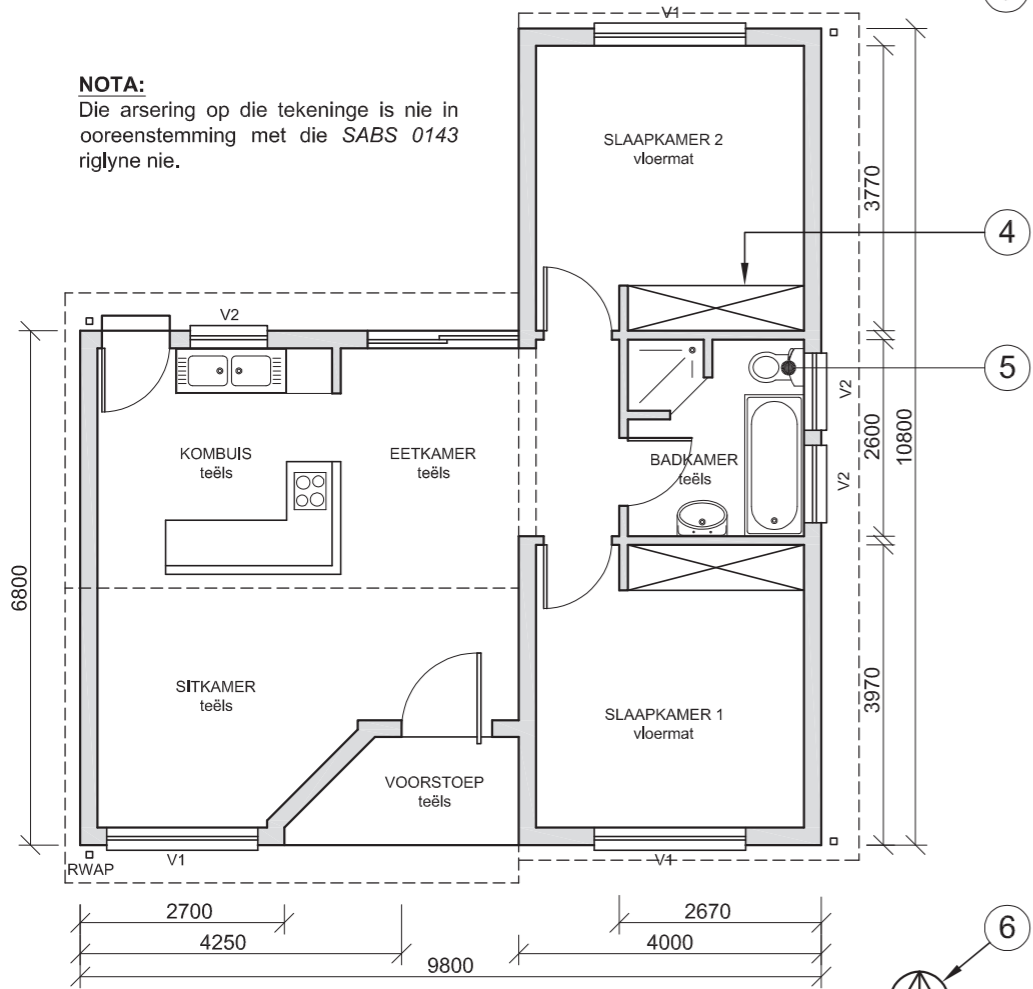 V1
NOTA:
Die arsering op die tekeninge is nie in
ooreenstemming met die SABS 0143
riglyne nie.
SLAAPKAMER 2
vloermat
3770
4
V2
5
KOMBUIS
teëls
EETKAMER
teëls
BADKAMER
teëls
V2
V2
2600
10800
6800
SITKAMER
teëls
SLAAPKAMER 1
vloermat
3970
VOORSTOEP
teëls
RWAP
V1
V1
2700
2670
4250
4000
9800
6